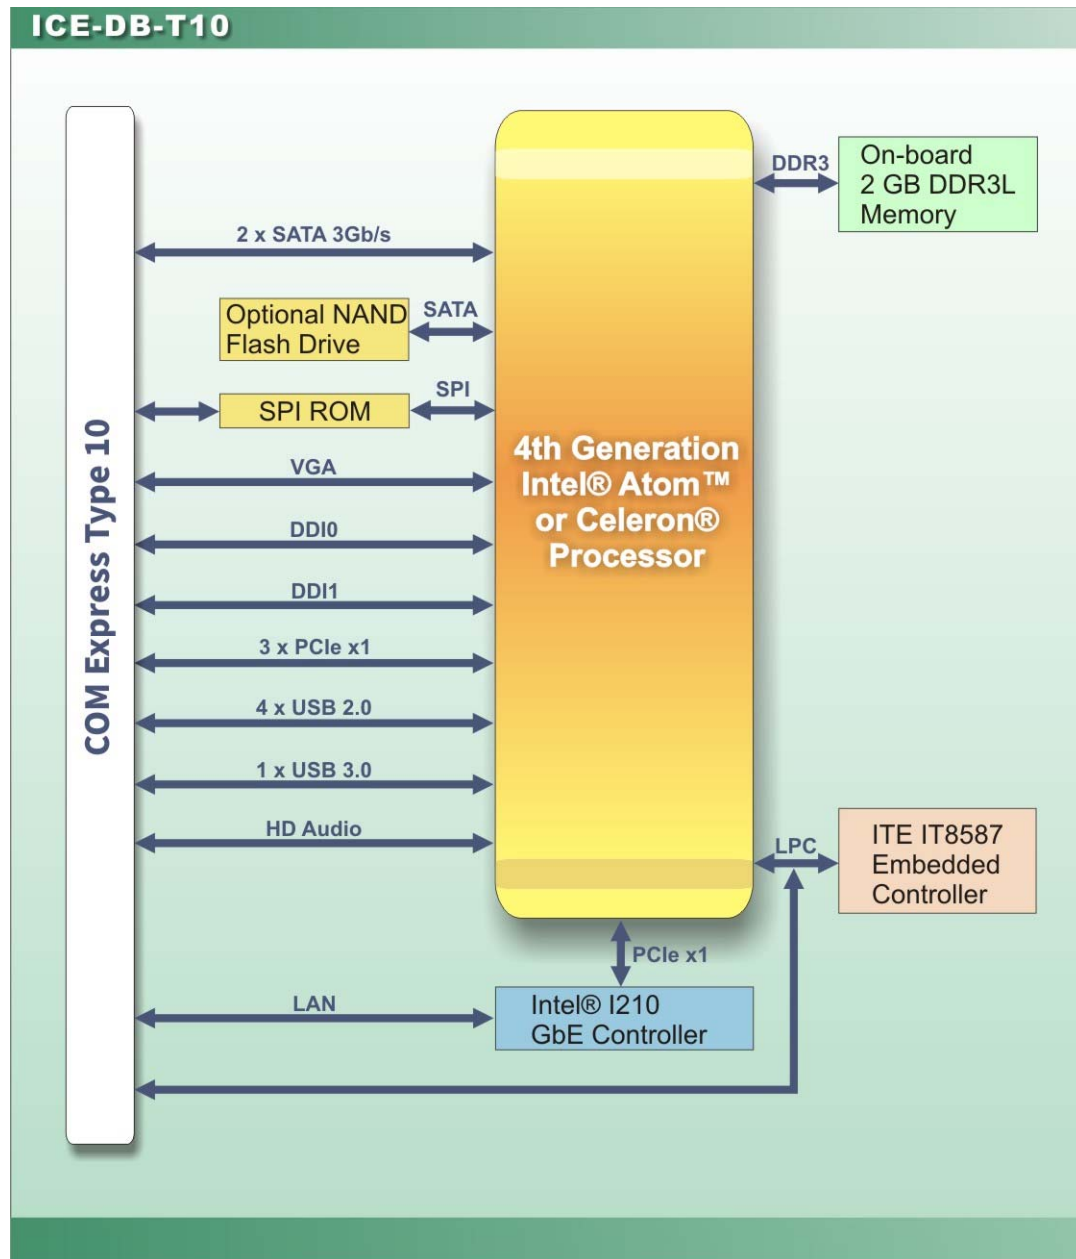 ICE-DB-T10
DDR3
On-board
2 GB DDR3L
Memory
2 x SATA 3Gb/s
Optional NAND
Flash Drive
SATA
SPI ROM
SPI
COM Express Type 10
4th Generation
Intel® Atom™
or Celeron®
Processor
VGA
DDI0
DDI1
3 x PCIe x1
4 x USB 2.0
1 x USB 3.0
HD Audio
LPC
ITE IT8587
Embedded
Controller
PCIe x1
LAN
Intel® I210
GbE Controller